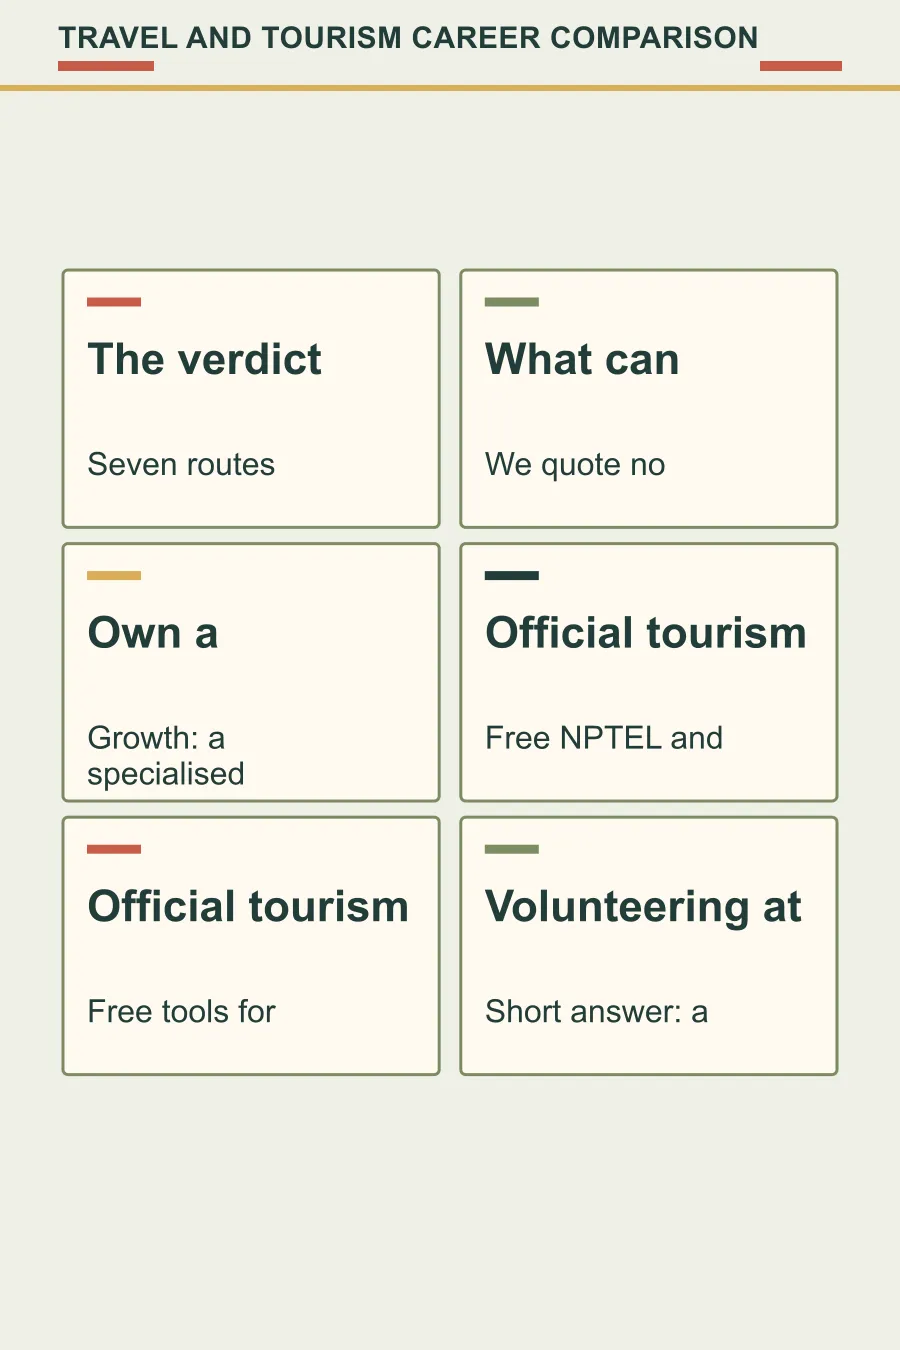 TRAVEL AND TOURISM CAREER COMPARISON
The verdict
Seven routes
What can
We quote no
Own a
Growth: a
specialised
Official tourism
Free NPTEL and
Official tourism
Free tools for
Volunteering at
Short answer: a